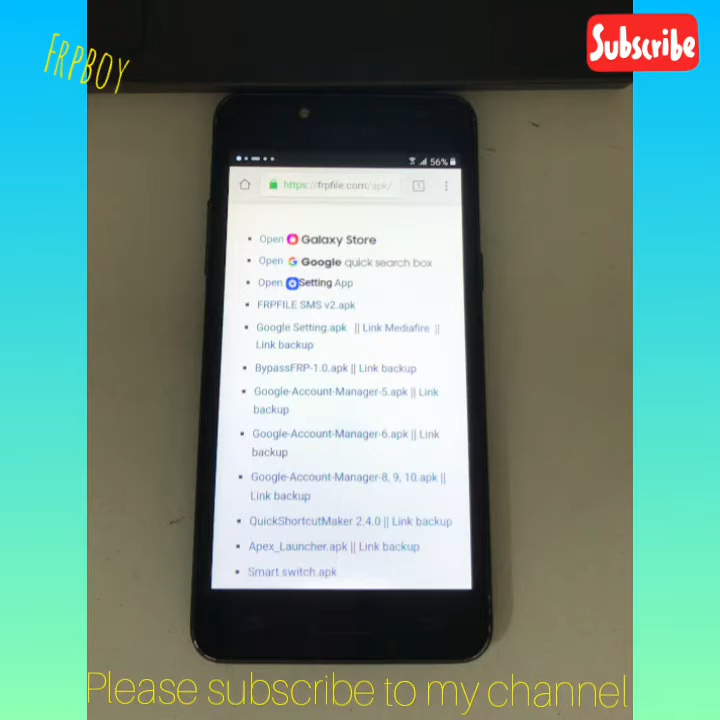 FRPBOY
Subscribe
56%
https://frpfile.com/apk/
1
Open Galaxy Store
Open Google quick search box
Open Setting App
FRPFILE SMS v2.apk
Google Setting.apk || Link Mediafire ||
Link backup
BypassFRP-1.0.apk || Link backup
Google-Account-Manager-5.apk || Link
backup
Google-Account-Manager-6.apk || Link
backup
Google-Account-Manager-8, 9, 10.apk ||
Link backup
QuickShortcutMaker 2.4.0 || Link backup
Apex_Launcher.apk || Link backup
Smart switch.apk
Please subscribe to my channel